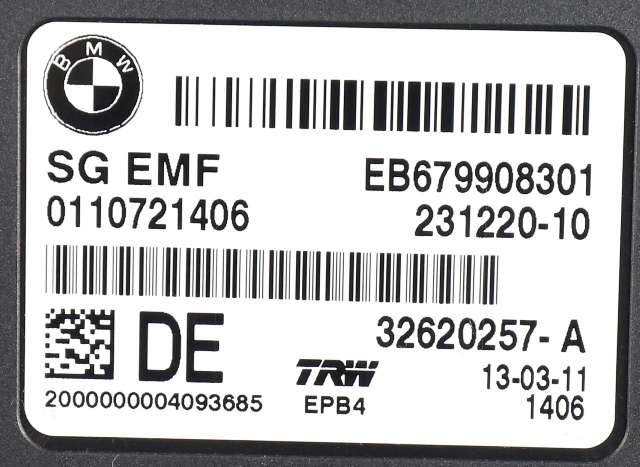 BMW
SG EMF EB679908301
0110721406 231220-10
DE 32620257- A
TRW 13-03-11
2000000004093685 EPB4 1406